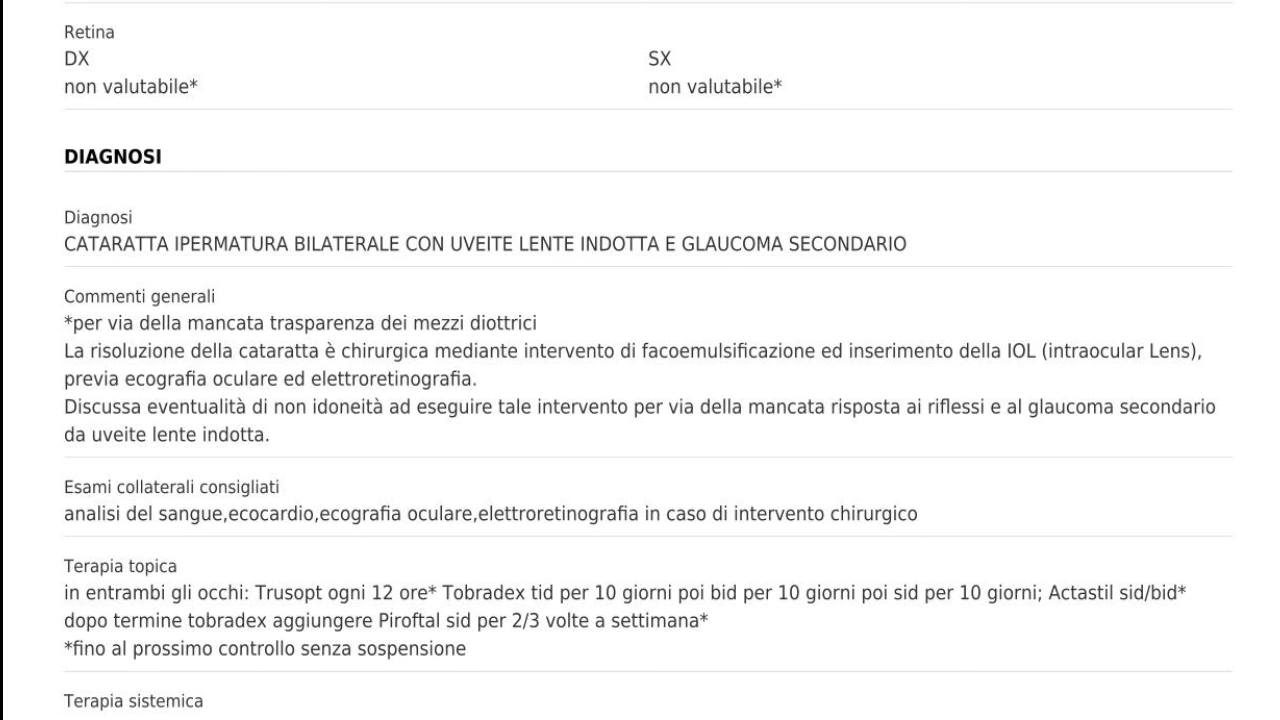 Retina
DX SX
non valutabile* non valutabile*
DIAGNOSI
Diagnosi
CATARATTA IPERMATURA BILATERALE CON UVEITE LENTE INDOTTA E GLAUCOMA SECONDARIO
Commenti generali
*per via della mancata trasparenza dei mezzi diottrici
La risoluzione della cataratta è chirurgica mediante intervento di facoemulsificazione ed inserimento della IOL (intraocular Lens),
previa ecografia oculare ed elettroretinografia.
Discussa eventualità di non idoneità ad eseguire tale intervento per via della mancata risposta ai riflessi e al glaucoma secondario
da uveite lente indotta.
Esami collaterali consigliati
analisi del sangue,ecocardio,ecografia oculare,elettroretinografia in caso di intervento chirurgico
Terapia topica
in entrambi gli occhi: Trusopt ogni 12 ore* Tobradex tid per 10 giorni poi bid per 10 giorni poi sid per 10 giorni; Actastil sid/bid*
dopo termine tobradex aggiungere Piroftal sid per 2/3 volte a settimana*
*fino al prossimo controllo senza sospensione
Terapia sistemica